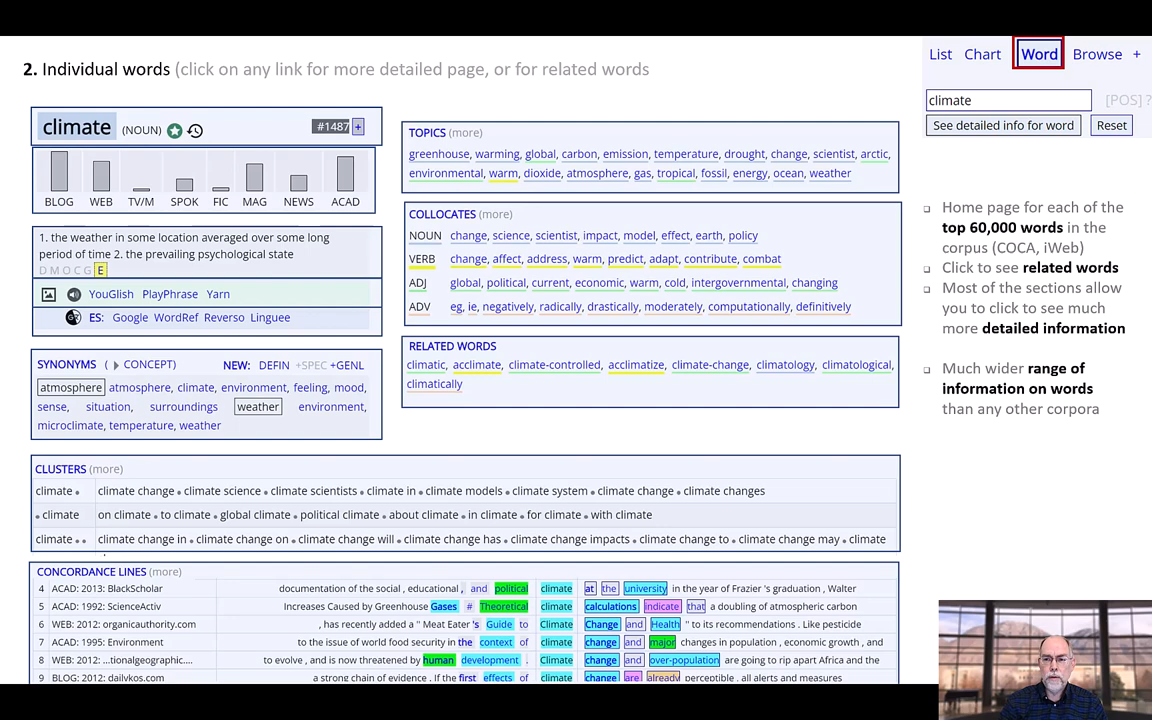 2. Individual words (click on any link for more detailed page, or for related words
List Chart Word Browse +
climate [POS] ?
See detailed info for word Reset
climate (NOUN) #1487 +
BLOG WEB TV/M SPOK FIC MAG NEWS ACAD
1. the weather in some location averaged over some long
period of time 2. the prevailing psychological state
D M O C G E
YouGlish PlayPhrase Yarn
ES: Google WordRef Reverso Linguee
SYNONYMS ( CONCEPT) NEW: DEFIN +SPEC +GENL
atmosphere atmosphere, climate, environment, feeling, mood,
sense, situation, surroundings weather environment,
microclimate, temperature, weather
TOPICS (more)
greenhouse, warming, global, carbon, emission, temperature, drought, change, scientist, arctic,
environmental, warm, dioxide, atmosphere, gas, tropical, fossil, energy, ocean, weather
COLLOCATES (more)
NOUN change, science, scientist, impact, model, effect, earth, policy
VERB change, affect, address, warm, predict, adapt, contribute, combat
ADJ global, political, current, economic, warm, cold, intergovernmental, changing
ADV eg, ie, negatively, radically, drastically, moderately, computationally, definitively
RELATED WORDS
climatic, acclimate, climate-controlled, acclimatize, climate-change, climatology, climatological,
climatically
Home page for each of the
top 60,000 words in the
corpus (COCA, iWeb)
Click to see related words
Most of the sections allow
you to click to see much
more detailed information
Much wider range of
information on words
than any other corpora
CLUSTERS (more)
climate • climate change • climate science • climate scientists • climate in • climate models • climate system • climate change • climate changes
• climate on climate • to climate • global climate • political climate • about climate • in climate • for climate • with climate
climate • • climate change in • climate change on • climate change will • climate change has • climate change impacts • climate change to • climate change may • climate
CONCORDANCE LINES (more)
4 ACAD: 2013: BlackScholar documentation of the social , educational , and political climate at the university in the year of Frazier 's graduation , Walter
5 ACAD: 1992: ScienceActiv Increases Caused by Greenhouse Gases # Theoretical climate calculations indicate that a doubling of atmospheric carbon
6 WEB: 2012: organicauthority.com , has recently added a " Meat Eater 's Guide to Climate Change and Health " to its recommendations . Like pesticide
7 ACAD: 1995: Environment to the issue of world food security in the context of climate change and major changes in population , economic growth , and
8 WEB: 2012: ...tionalgeographic.... to evolve , and is now threatened by human development . Climate change and over-population are going to rip apart Africa and the
9 BLOG: 2012: dailykos.com a strong chain of evidence . If the first effects of climate change are already perceptible , all alerts and measures